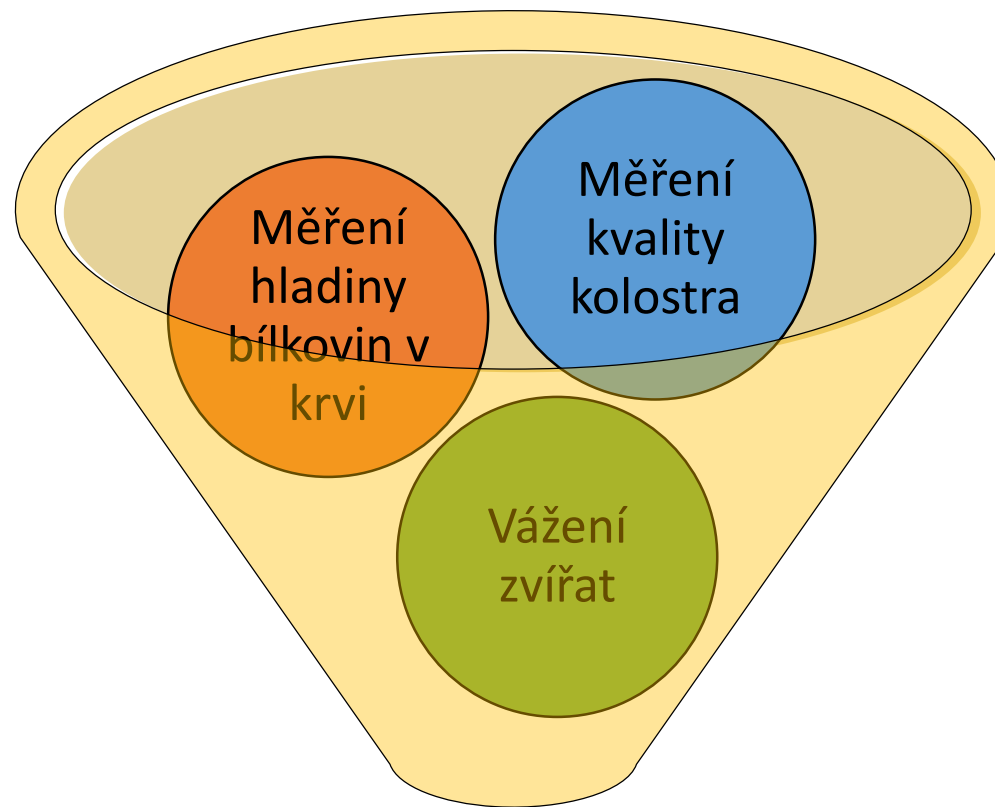 Měření
hladiny
bílkovin v
krvi
Měření
kvality
kolostra
Vážení
zvířat